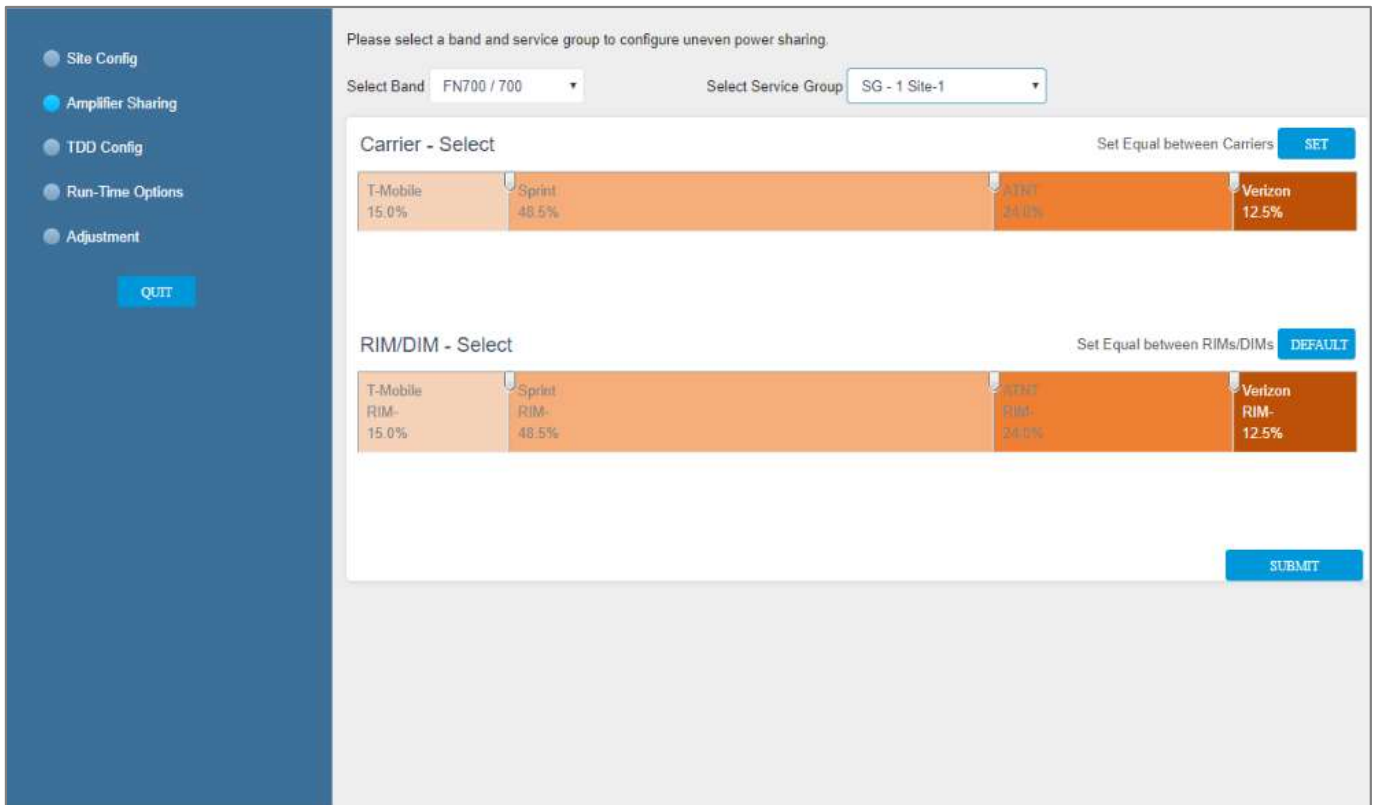 Site Config
Amplifier Sharing
TDD Config
Run-Time Options
Adjustment
QUIT
Please select a band and service group to configure uneven power sharing.
Select Band FN700 / 700 Select Service Group SG - 1 Site-1
Carrier - Select Set Equal between Carriers SET
T-Mobile Sprint ATNT Verizon
15.0% 48.5% 24.0% 12.5%
RIM/DIM - Select Set Equal between RIMs/DIMs DEFAULT
T-Mobile Sprint ATNT Verizon
RIM- RIM- RIM- RIM-
15.0% 48.5% 24.0% 12.5%
SUBMIT